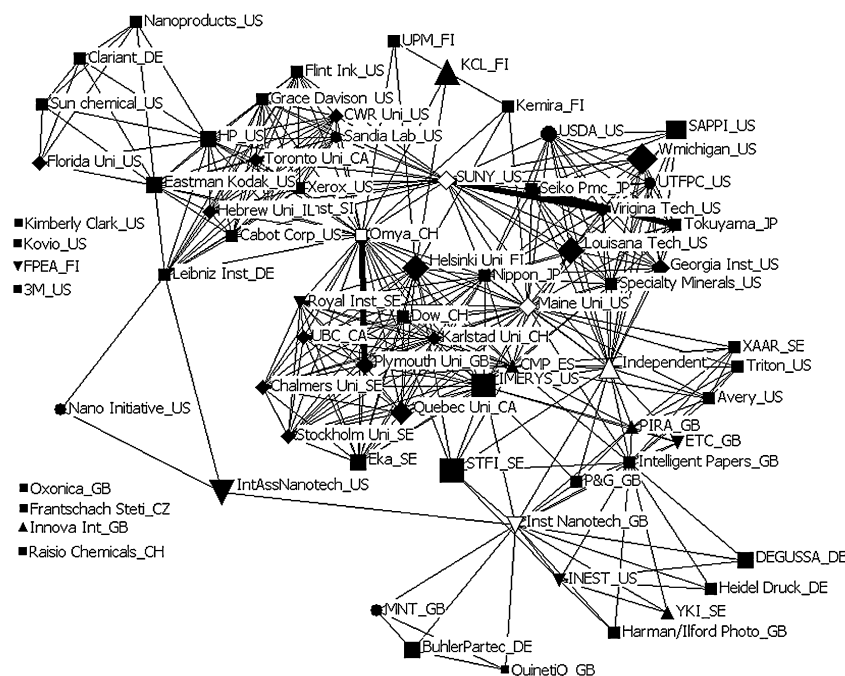 Nanoproducts_US
UPM_FI
Clariant_DE
KCL_FI
Flint Ink_US
Sun chemical_US
Grace Davison_US
Kemira_FI
CWR Uni_US
HP_US
Sandia Lab_US
USDA_US
SAPPI_US
Wmichigan_US
Florida Uni_US
Toronto Uni_CA
Eastman Kodak_US
Xerox_US
SUNY_US
Seiko Pmc_JP
UTFPC_US
Hebrew Uni_IL
Virigina Tech_US
Kimberly Clark_US
Cabot Corp_US
Omya_CH
Tokuyama_JP
Kovio_US
Louisana Tech_US
FPEA_FI
Leibniz Inst_DE
Helsinki Uni_FI
Nippon_JP
Georgia Inst_US
3M_US
Specialty Minerals_US
Royal Inst_SE
Maine Uni_US
Dow_CH
UBC_CA
Karlstad Uni_CH
XAAR_SE
Plymouth Uni_GB
CMP_ES
Independent
Triton_US
Chalmers Uni_SE
IMERYS_US
Avery_US
Nano Initiative_US
Quebec Uni_CA
PIRA_GB
Stockholm Uni_SE
ETC_GB
Eka_SE
STFI_SE
Intelligent Papers_GB
Oxonica_GB
IntAssNanotech_US
P&G_GB
Frantschach Steti_CZ
Innova Int_GB
Inst Nanotech_GB
Raisio Chemicals_CH
DEGUSSA_DE
INEST_US
Heidel Druck_DE
MNT_GB
YKI_SE
Harman/Ilford Photo_GB
BuhlerPartec_DE